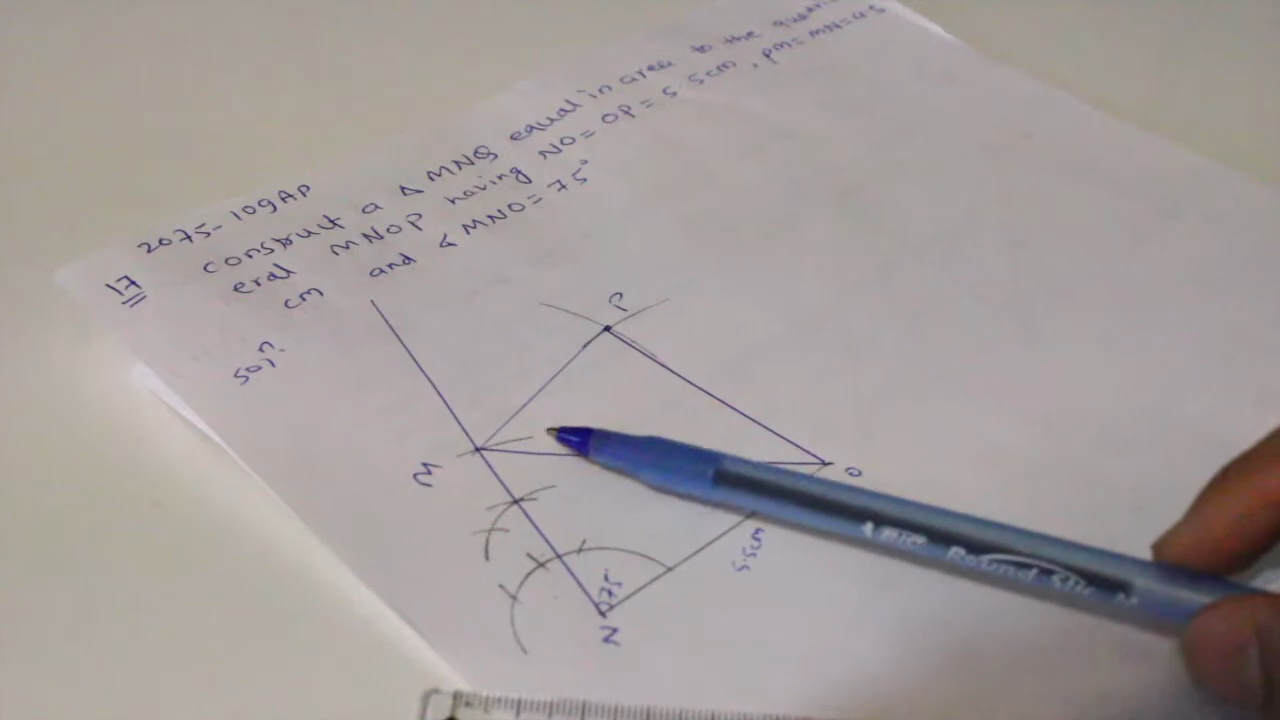 2075-109AP
17 construct a △ MNQ equal in area to the quadri
eral MNOP having NO = OP = 5.5cm, PM = MN = 4.5
cm and ∡ MNO = 75°
Soln
P
M
O
5.5cm
75
N
BIC Round Stic M